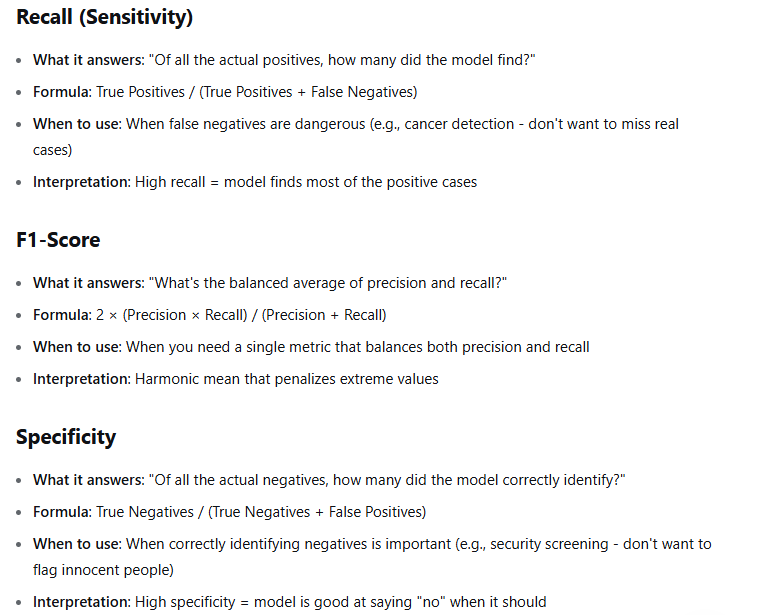 Recall (Sensitivity)
• What it answers: "Of all the actual positives, how many did the model find?"
• Formula: True Positives / (True Positives + False Negatives)
• When to use: When false negatives are dangerous (e.g., cancer detection - don't want to miss real
cases)
• Interpretation: High recall = model finds most of the positive cases
F1-Score
• What it answers: "What's the balanced average of precision and recall?"
• Formula: 2 × (Precision × Recall) / (Precision + Recall)
• When to use: When you need a single metric that balances both precision and recall
• Interpretation: Harmonic mean that penalizes extreme values
Specificity
• What it answers: "Of all the actual negatives, how many did the model correctly identify?"
• Formula: True Negatives / (True Negatives + False Positives)
• When to use: When correctly identifying negatives is important (e.g., security screening - don't want to
flag innocent people)
• Interpretation: High specificity = model is good at saying "no" when it should